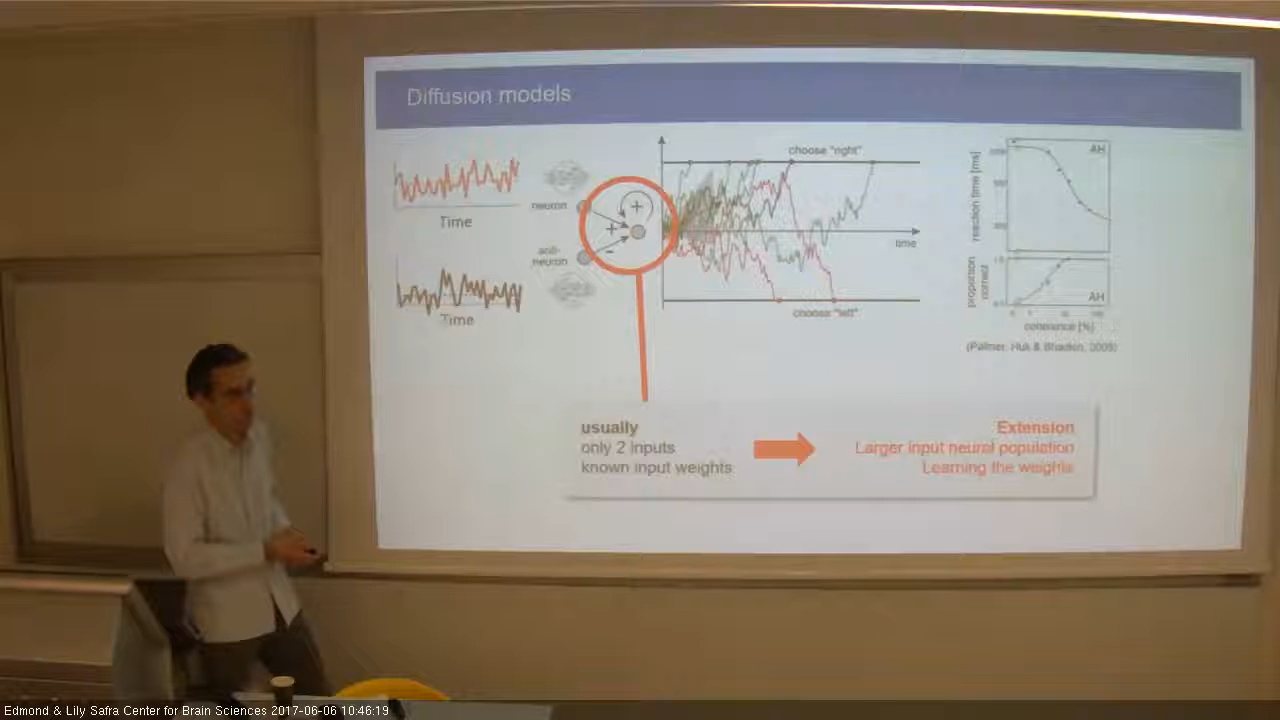 Diffusion models
Time
neuron
anti-
neuron
Time
choose "right"
time
choose "left"
reaction time [ms]
AH
proportion
correct
AH
coherence [%]
(Palmer, Huk & Shadlen, 2005)
usually
only 2 inputs
known input weights
Extension
Larger input neural population
Learning the weights
Edmond & Lily Safra Center for Brain Sciences 2017-06-06 10:46:19